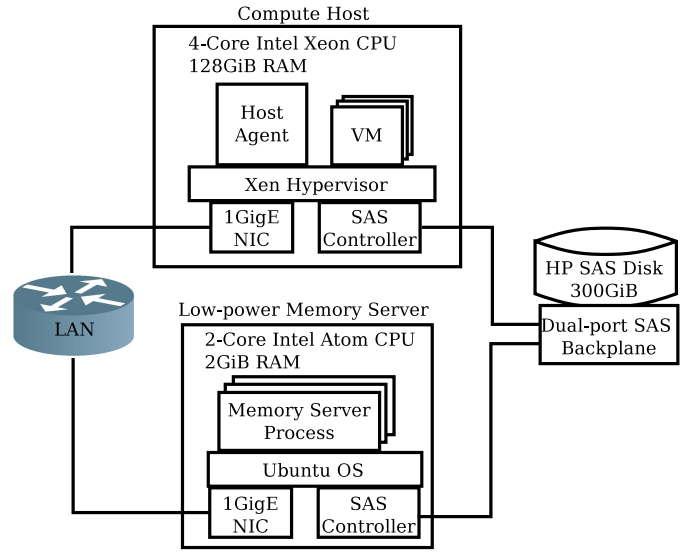 Compute Host
4-Core Intel Xeon CPU
128GiB RAM
Host
Agent
VM
Xen Hypervisor
1GigE
NIC
SAS
Controller
LAN
HP SAS Disk
300GiB
Dual-port SAS
Backplane
Low-power Memory Server
2-Core Intel Atom CPU
2GiB RAM
Memory Server
Process
Ubuntu OS
1GigE
NIC
SAS
Controller